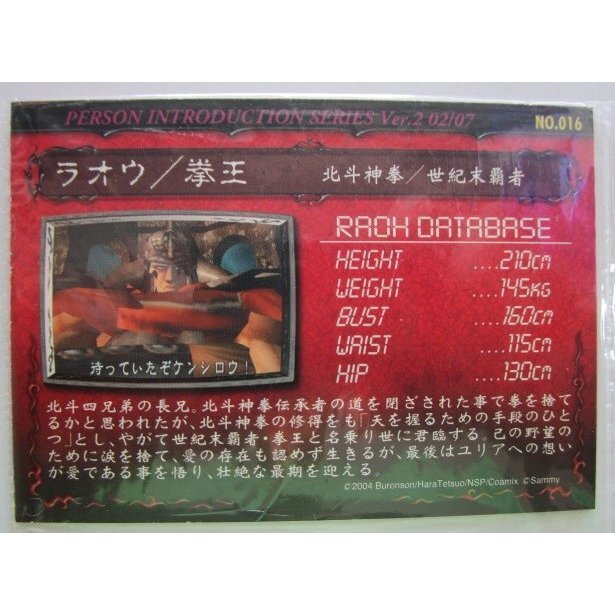 PERSON INTRODUCTION SERIES Ver.2 02/07
NO.016
ラオウ／拳王
北斗神拳／世紀末覇者
RAOH DATABASE
HEIGHT ....210cm
WEIGHT ....145KG
BUST ....160cm
WAIST ....115cm
HIP ....130cm
待っていたぞケンシロウ！
北斗四兄弟の長兄。北斗神拳伝承者の道を閉ざされた事で拳を捨て
るかと思われたが、北斗神拳の修得をも「天を握るための手段のひと
つ」とし、やがて世紀末覇者・拳王と名乗り世に君臨する。己の野望の
ために涙を捨て、愛の存在も認めず生きるが、最後はユリアへの想い
が愛である事を悟り、壮絶な最期を迎える。
©2004 Buronson/HaraTetsuo/NSP/Coamix ©Sammy